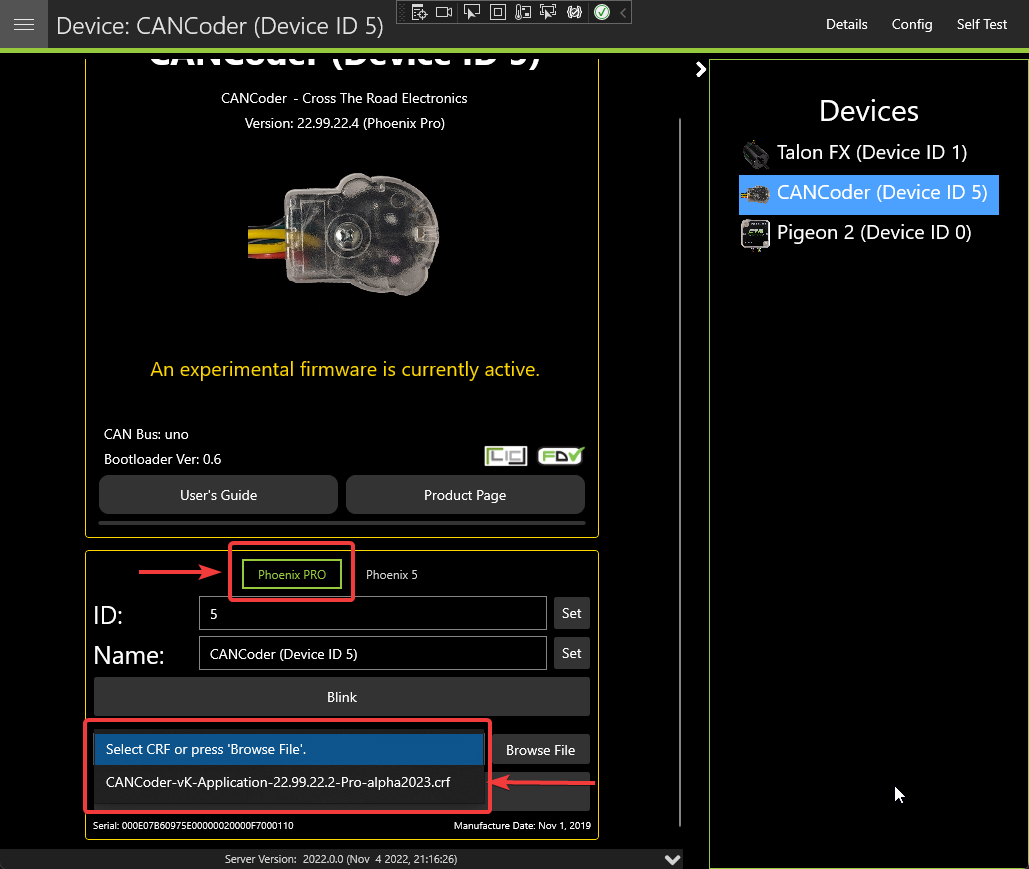 Device: CANCoder (Device ID 5)
Details
Config
Self Test
CANCoder (Device ID 5)
CANCoder - Cross The Road Electronics
Version: 22.99.22.4 (Phoenix Pro)
An experimental firmware is currently active.
CAN Bus: uno
Bootloader Ver: 0.6
LIC
FDV
User's Guide
Product Page
Phoenix PRO
Phoenix 5
ID:
5
Set
Name:
CANCoder (Device ID 5)
Set
Blink
Select CRF or press 'Browse File'.
Browse File
CANCoder-vK-Application-22.99.22.2-Pro-alpha2023.crf
Serial: 000E07B60975E00000020000F7000110
Manufacture Date: Nov 1, 2019
Server Version: 2022.0.0 (Nov 4 2022, 21:16:26)
Devices
Talon FX (Device ID 1)
CANCoder (Device ID 5)
Pigeon 2 (Device ID 0)